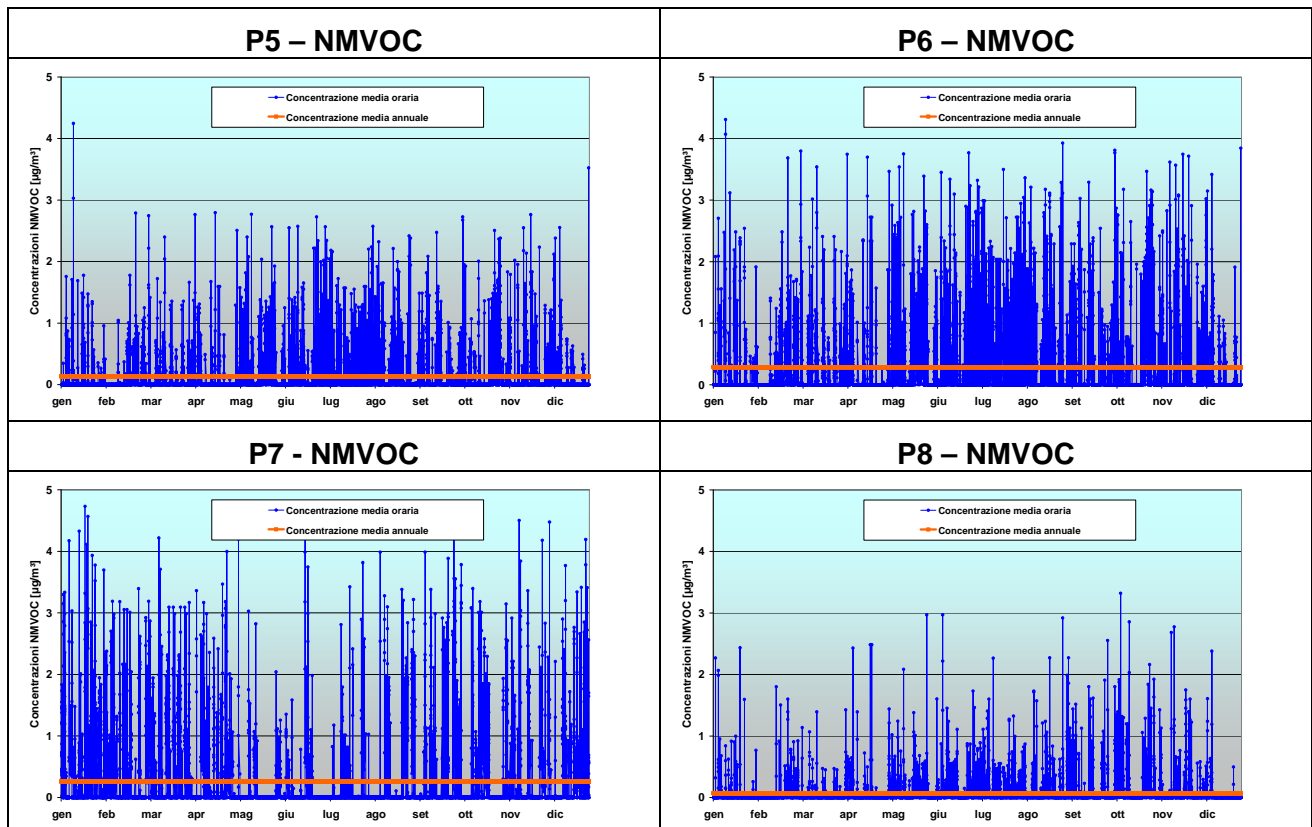 P5 – NMVOC
P6 – NMVOC
Concentrazioni NMVOC [µg/m³]
5
4
3
2
1
0
Concentrazione media oraria
Concentrazione media annuale
gen feb mar apr mag giu lug ago set ott nov dic
Concentrazioni NMVOC [µg/m³]
5
4
3
2
1
0
Concentrazione media oraria
Concentrazione media annuale
gen feb mar apr mag giu lug ago set ott nov dic
P7 - NMVOC
P8 – NMVOC
Concentrazioni NMVOC [µg/m³]
5
4
3
2
1
0
Concentrazione media oraria
Concentrazione media annuale
gen feb mar apr mag giu lug ago set ott nov dic
Concentrazioni NMVOC [µg/m³]
5
4
3
2
1
0
Concentrazione media oraria
Concentrazione media annuale
gen feb mar apr mag giu lug ago set ott nov dic